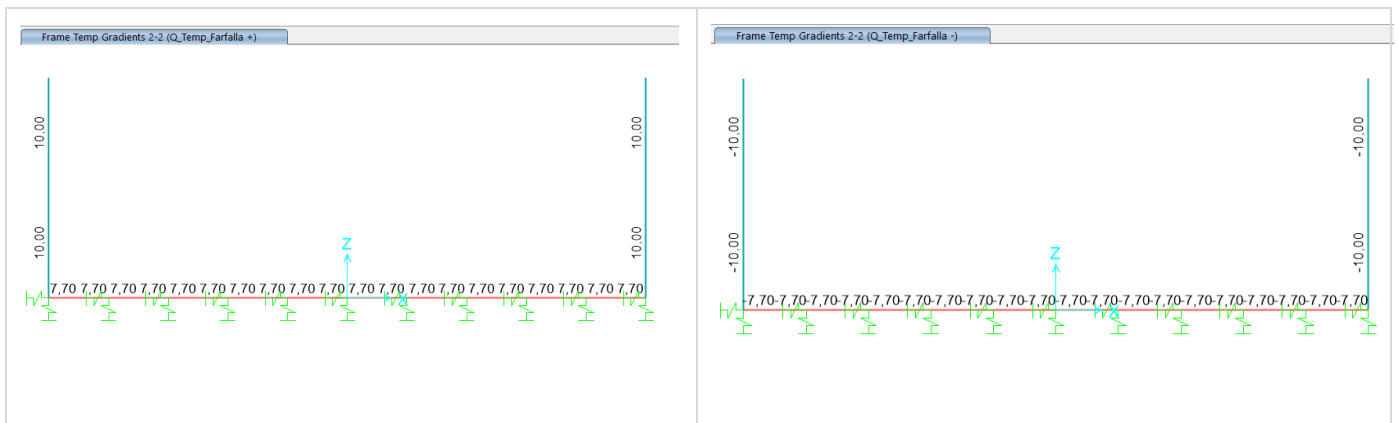 Frame Temp Gradients 2-2 (Q_Temp_Farfalla +)
10,00
10,00
10,00
10,00
Z
7,70 7,70 7,70 7,70 7,70 7,70 7,70 7,70 7,70 7,70 7,70 7,70 7,70 7,70 7,70 7,70 7,70 7,70 7,70 7,70
X
Frame Temp Gradients 2-2 (Q_Temp_Farfalla -)
-10,00
-10,00
-10,00
-10,00
Z
-7,70-7,70-7,70-7,70-7,70-7,70-7,70-7,70-7,70-7,70-7,70-7,70-7,70-7,70-7,70-7,70-7,70-7,70-7,70-7,70
X